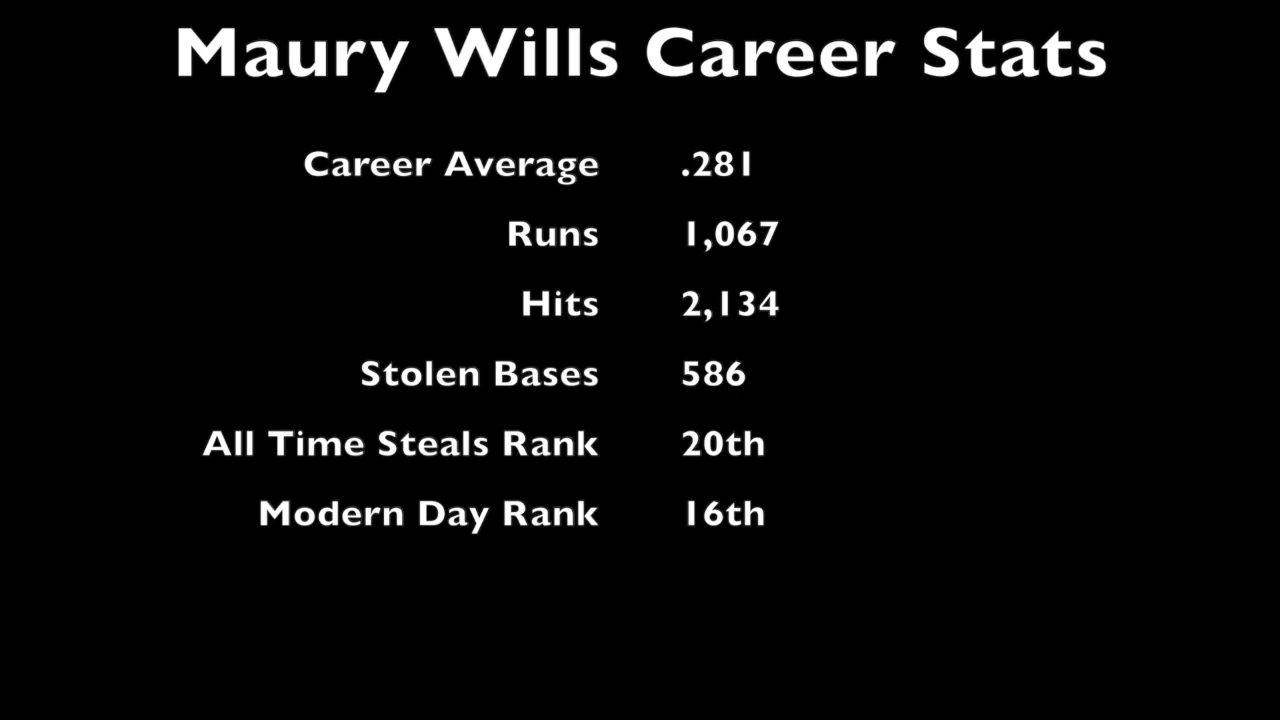 Maury Wills Career Stats
Career Average .281
Runs 1,067
Hits 2,134
Stolen Bases 586
All Time Steals Rank 20th
Modern Day Rank 16th